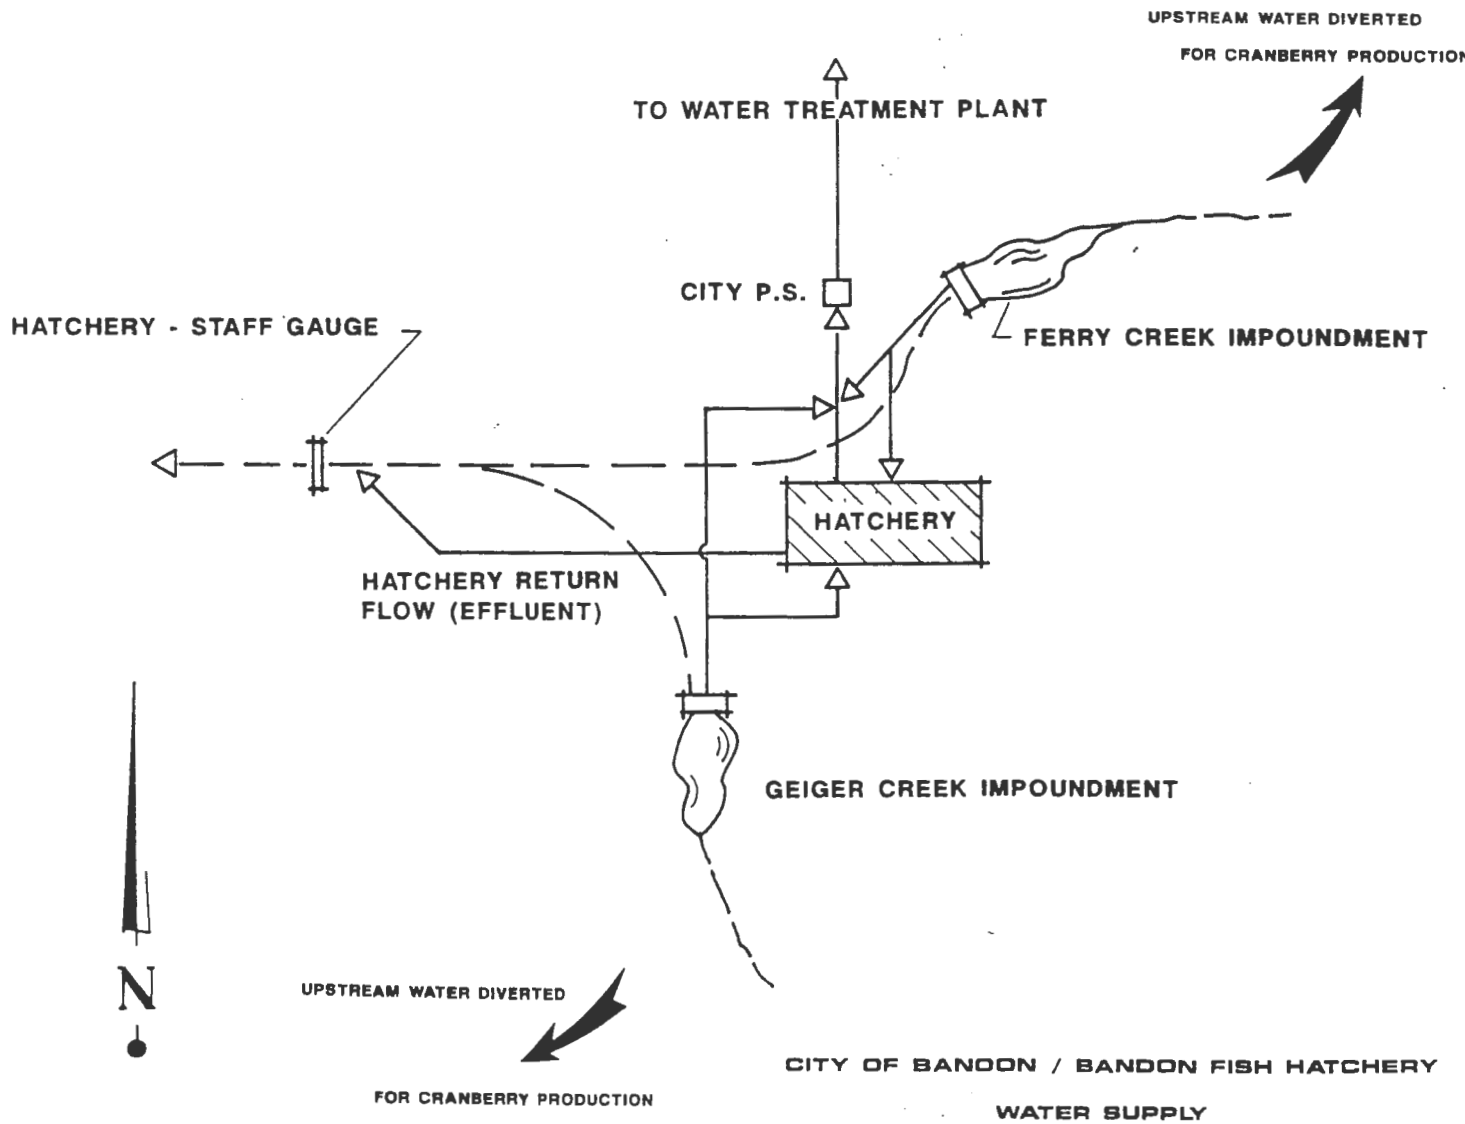 UPSTREAM WATER DIVERTED
FOR CRANBERRY PRODUCTION
TO WATER TREATMENT PLANT
CITY P.S.
HATCHERY - STAFF GAUGE
FERRY CREEK IMPOUNDMENT
HATCHERY
HATCHERY RETURN
FLOW (EFFLUENT)
GEIGER CREEK IMPOUNDMENT
N
UPSTREAM WATER DIVERTED
FOR CRANBERRY PRODUCTION
CITY OF BANDON / BANDON FISH HATCHERY
WATER SUPPLY